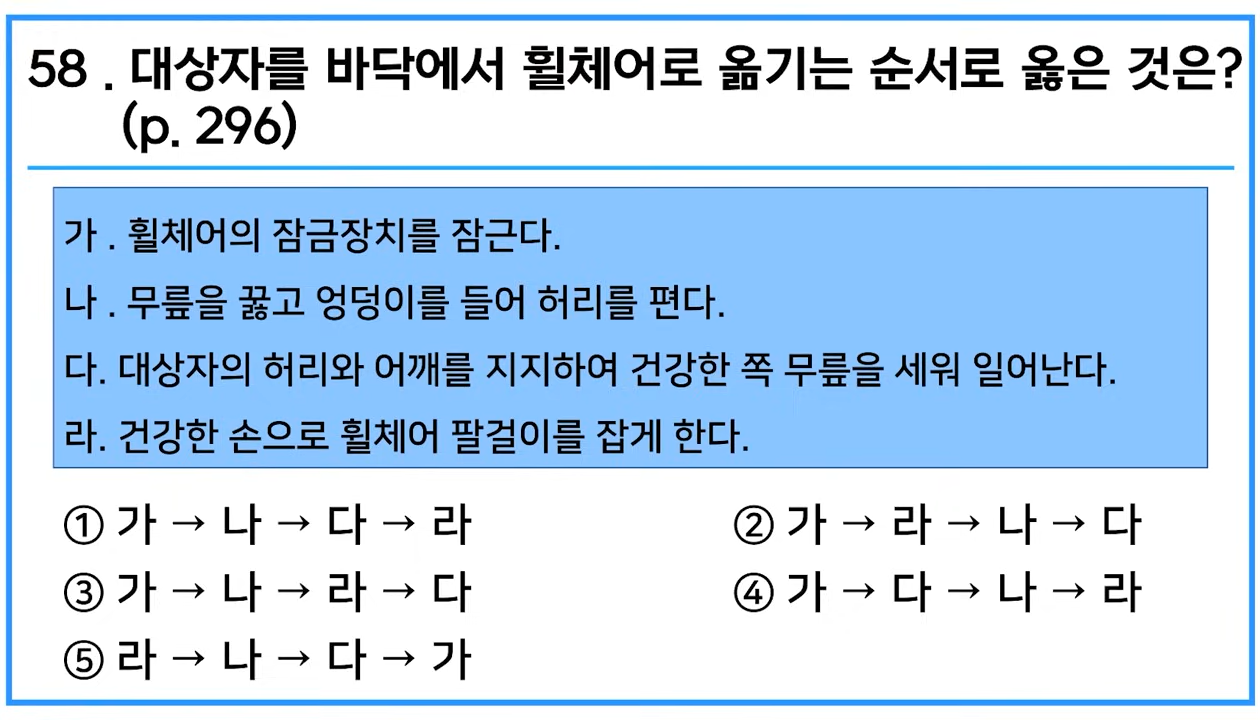 58 . 대상자를 바닥에서 휠체어로 옮기는 순서로 옳은 것은?
(p. 296)
가 . 휠체어의 잠금장치를 잠근다.
나 . 무릎을 꿇고 엉덩이를 들어 허리를 편다.
다. 대상자의 허리와 어깨를 지지하여 건강한 쪽 무릎을 세워 일어난다.
라. 건강한 손으로 휠체어 팔걸이를 잡게 한다.
① 가 → 나 → 다 → 라
② 가 → 라 → 나 → 다
③ 가 → 나 → 라 → 다
④ 가 → 다 → 나 → 라
⑤ 라 → 나 → 다 → 가